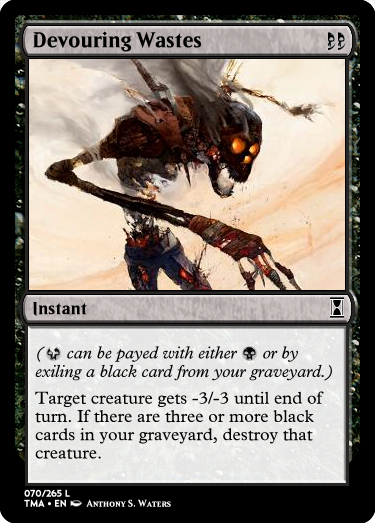 Devouring Wastes
Instant
( can be payed with either or by
exiling a black card from your graveyard.)
Target creature gets -3/-3 until end of
turn. If there are three or more black
cards in your graveyard, destroy that
creature.
070/265 L
TMA • EN Anthony S. Waters